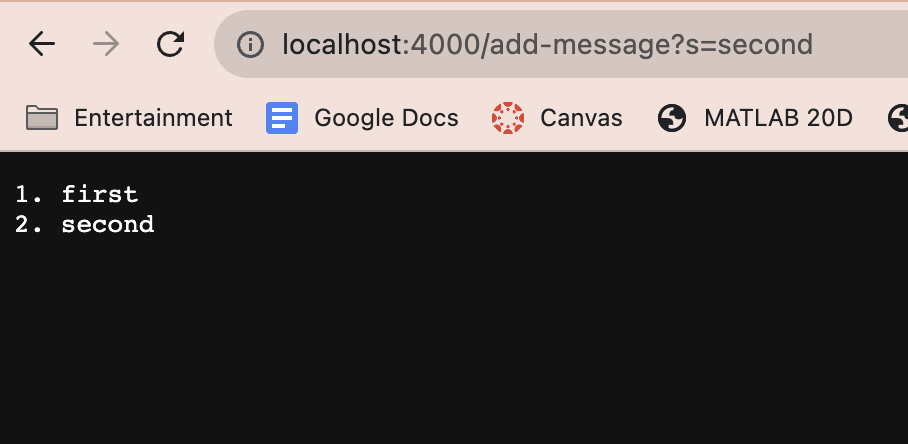 localhost:4000/add-message?s=second
Entertainment Google Docs Canvas MATLAB 20D
1. first
2. second